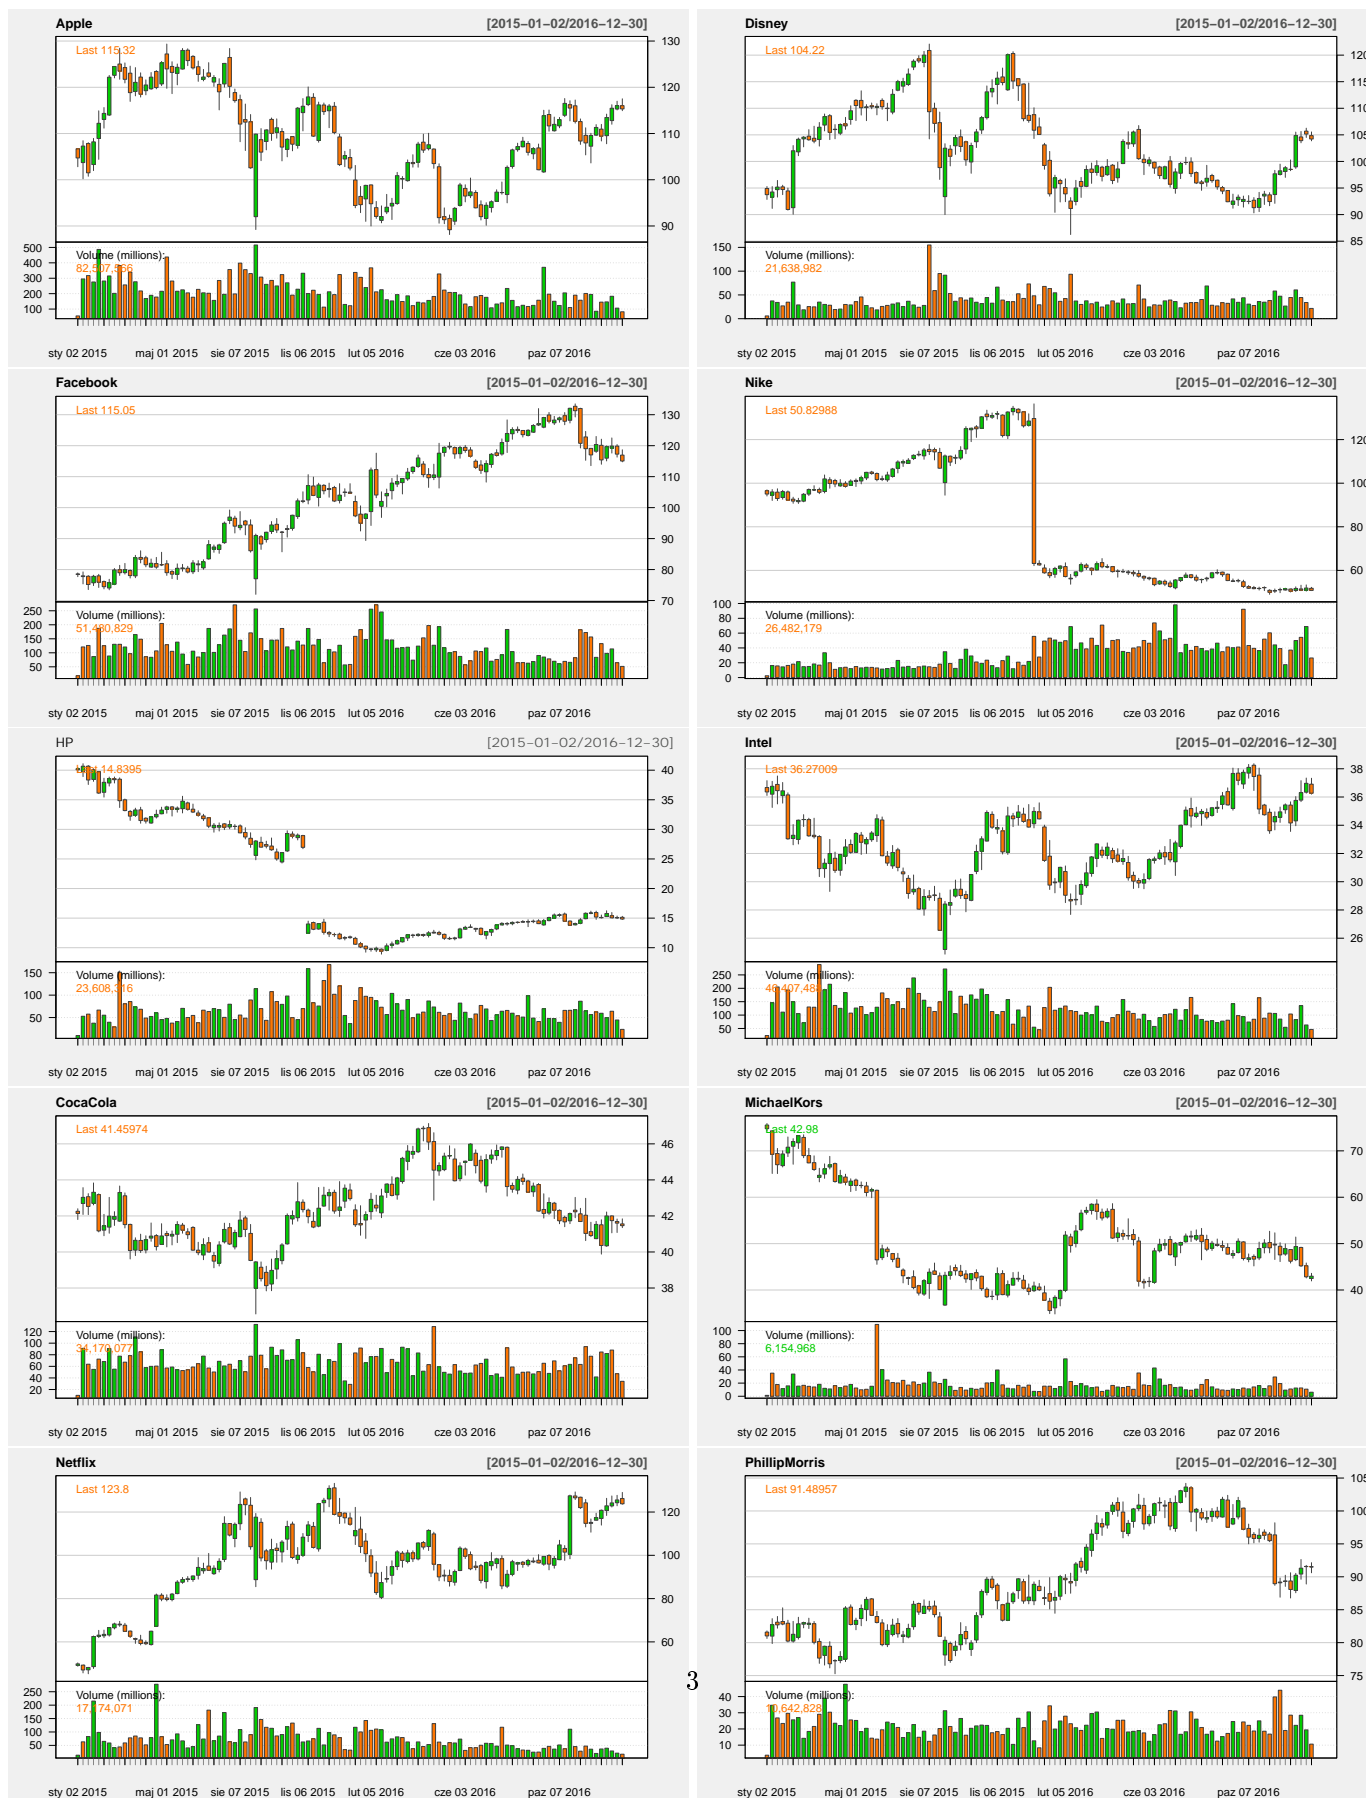 Apple [2015−01−02/2016−12−30]
Last 115.32
130
120
110
100
90
Volume (millions):
82,507,566
500
400
300
200
100
sty 02 2015 maj 01 2015 sie 07 2015 lis 06 2015 lut 05 2016 cze 03 2016 paz 07 2016
Disney [2015−01−02/2016−12−30]
Last 104.22
120
115
110
105
100
95
90
85
Volume (millions):
21,638,982
150
100
50
0
sty 02 2015 maj 01 2015 sie 07 2015 lis 06 2015 lut 05 2016 cze 03 2016 paz 07 2016
Facebook [2015−01−02/2016−12−30]
Last 115.05
130
120
110
100
90
80
70
Volume (millions):
51,480,829
250
200
150
100
50
sty 02 2015 maj 01 2015 sie 07 2015 lis 06 2015 lut 05 2016 cze 03 2016 paz 07 2016
Nike [2015−01−02/2016−12−30]
Last 50.82988
120
100
80
60
Volume (millions):
26,482,179
100
80
60
40
20
0
sty 02 2015 maj 01 2015 sie 07 2015 lis 06 2015 lut 05 2016 cze 03 2016 paz 07 2016
HP [2015-01-02/2016-12-30]
Last 14.8395
40
35
30
25
20
15
10
Volume (millions):
23,608,316
150
100
50
sty 02 2015 maj 01 2015 sie 07 2015 lis 06 2015 lut 05 2016 cze 03 2016 paz 07 2016
Intel [2015−01−02/2016−12−30]
Last 36.27009
38
36
34
32
30
28
26
Volume (millions):
250
200
150
100
50
sty 02 2015 maj 01 2015 sie 07 2015 lis 06 2015 lut 05 2016 cze 03 2016 paz 07 2016
CocaCola [2015−01−02/2016−12−30]
Last 41.45974
46
44
42
40
38
Volume (millions):
34,170,077
120
100
80
60
40
20
sty 02 2015 maj 01 2015 sie 07 2015 lis 06 2015 lut 05 2016 cze 03 2016 paz 07 2016
MichaelKors [2015−01−02/2016−12−30]
Last 42.98
70
60
50
40
Volume (millions):
6,154,968
100
80
60
40
20
0
sty 02 2015 maj 01 2015 sie 07 2015 lis 06 2015 lut 05 2016 cze 03 2016 paz 07 2016
Netflix [2015−01−02/2016−12−30]
Last 123.8
120
100
80
60
Volume (millions):
250
200
150
100
50
sty 02 2015 maj 01 2015 sie 07 2015 lis 06 2015 lut 05 2016 cze 03 2016 paz 07 2016
PhillipMorris [2015−01−02/2016−12−30]
Last 91.48957
105
100
95
90
85
80
75
Volume (millions):
10,642,828
40
30
20
10
sty 02 2015 maj 01 2015 sie 07 2015 lis 06 2015 lut 05 2016 cze 03 2016 paz 07 2016
3